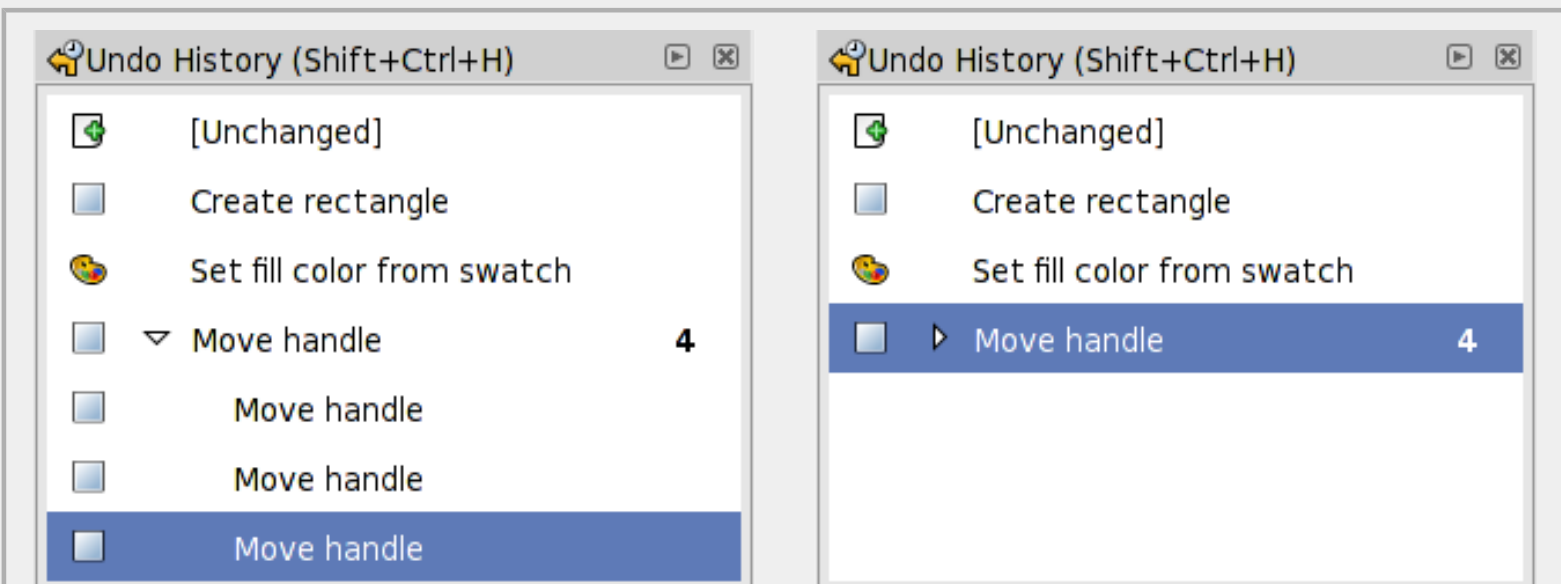 Undo History (Shift+Ctrl+H)
[Unchanged]
Create rectangle
Set fill color from swatch
Move handle 4
Move handle
Move handle
Move handle
Undo History (Shift+Ctrl+H)
[Unchanged]
Create rectangle
Set fill color from swatch
Move handle 4